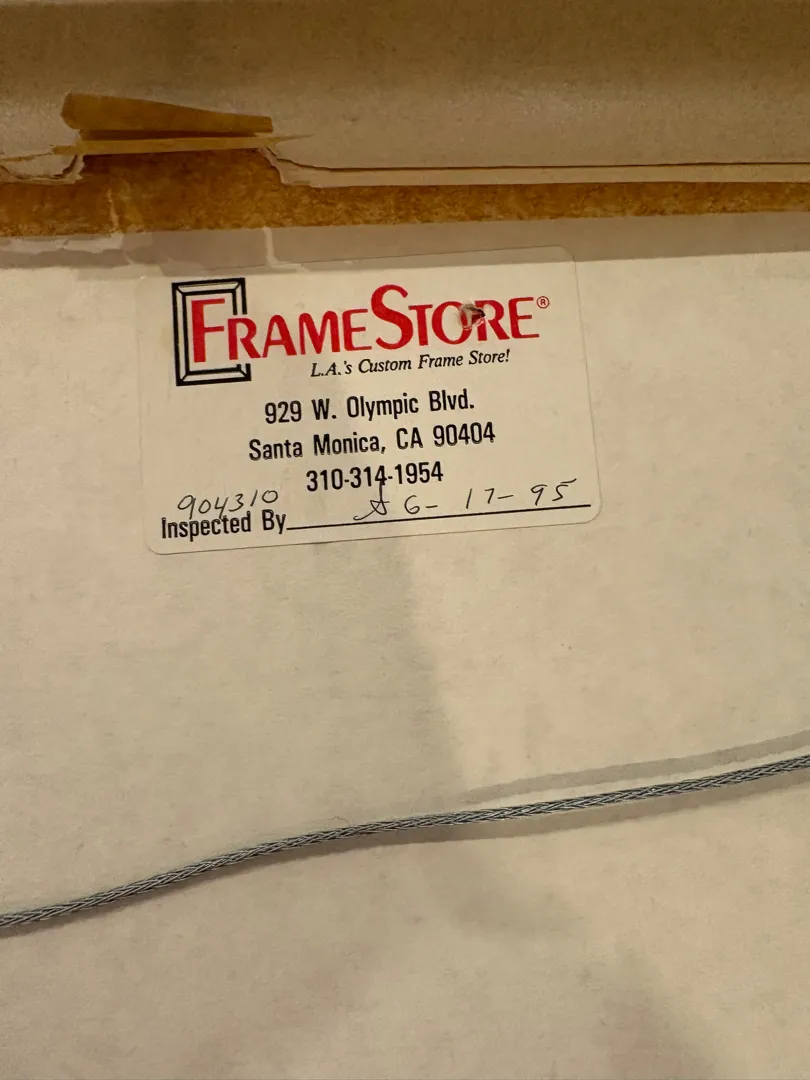 FRAMESTORE®
L.A.'s Custom Frame Store!
929 W. Olympic Blvd.
Santa Monica, CA 90404
310-314-1954
904310
Inspected By 6-17-95